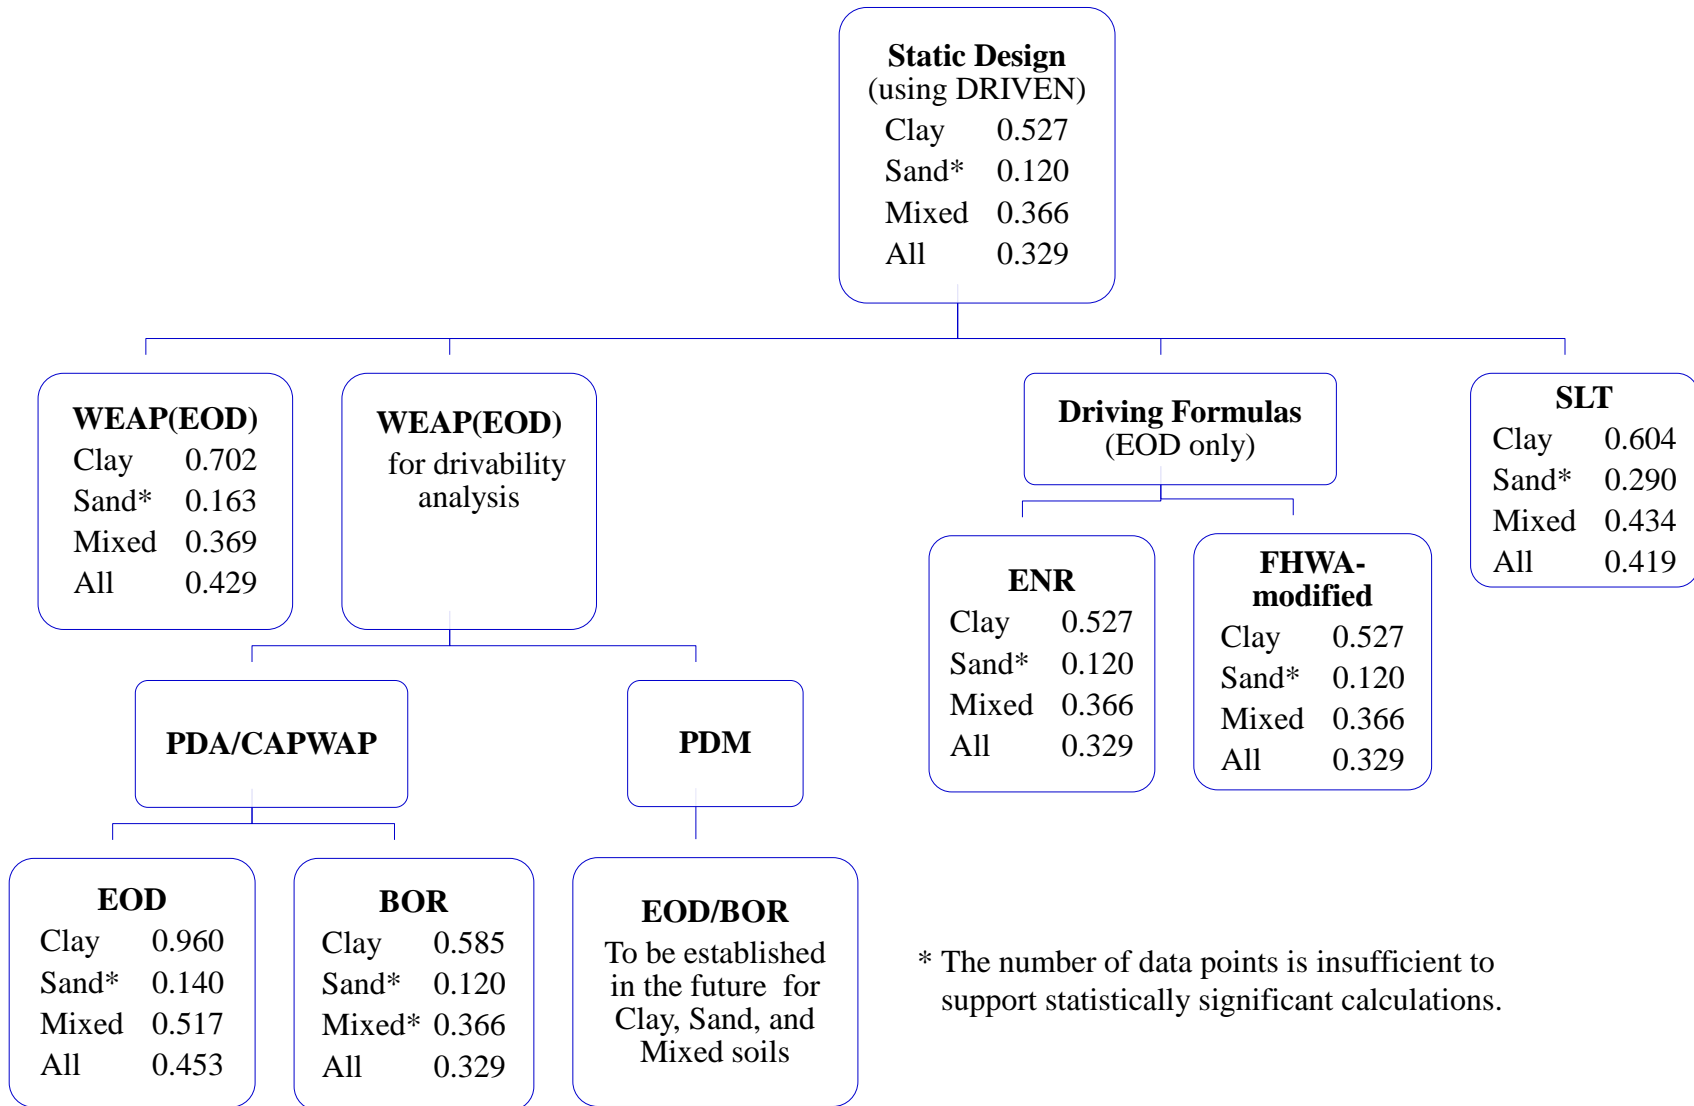 Static Design
(using DRIVEN)
Clay 0.527
Sand* 0.120
Mixed 0.366
All 0.329
WEAP(EOD)
Clay 0.702
Sand* 0.163
Mixed 0.369
All 0.429
WEAP(EOD)
for drivability
analysis
Driving Formulas
(EOD only)
SLT
Clay 0.604
Sand* 0.290
Mixed 0.434
All 0.419
ENR
Clay 0.527
Sand* 0.120
Mixed 0.366
All 0.329
FHWA-
modified
Clay 0.527
Sand* 0.120
Mixed 0.366
All 0.329
PDA/CAPWAP
PDM
EOD
Clay 0.960
Sand* 0.140
Mixed 0.517
All 0.453
BOR
Clay 0.585
Sand* 0.120
Mixed* 0.366
All 0.329
EOD/BOR
To be established
in the future for
Clay, Sand, and
Mixed soils
* The number of data points is insufficient to
support statistically significant calculations.